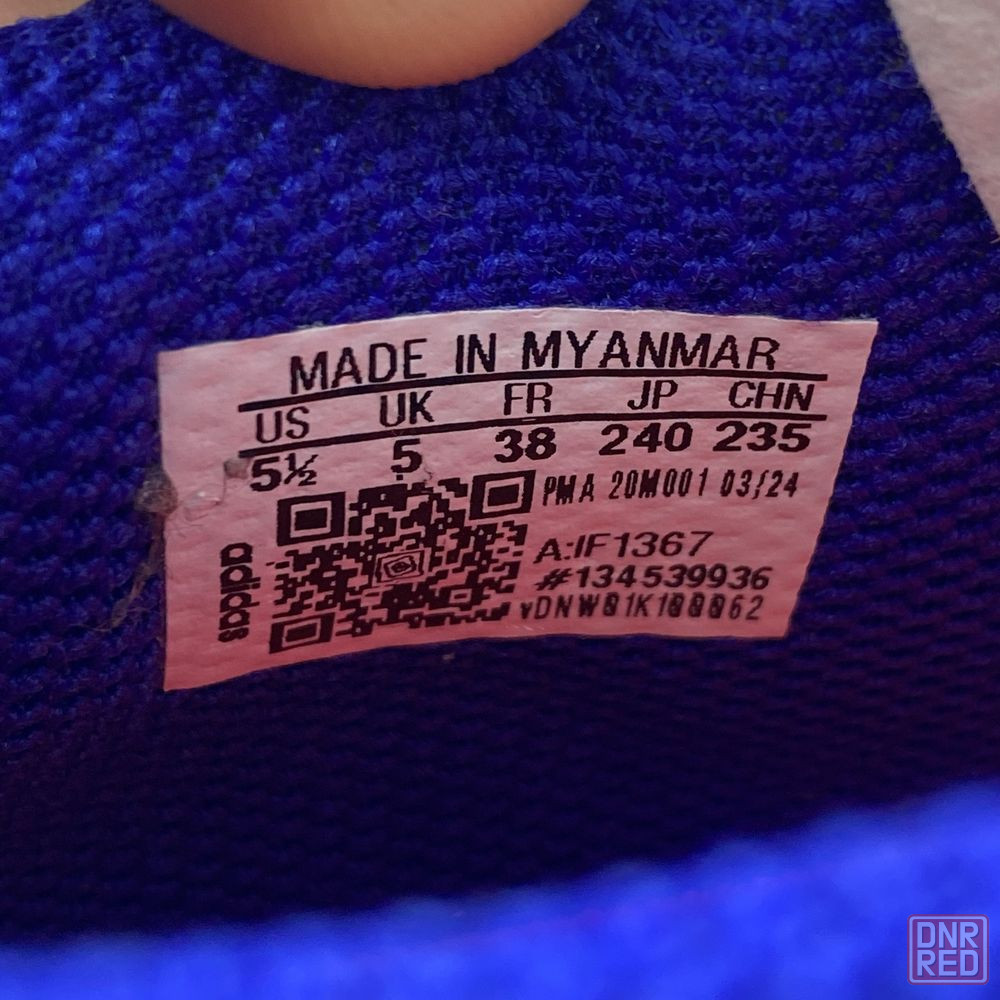 MADE IN MYANMAR
US UK FR JP CHN
5½ 5 38 240 235
PMA 20M001 03/24
A:IF1367
#134539936
vDNW01K100062
adidas
DNR
RED